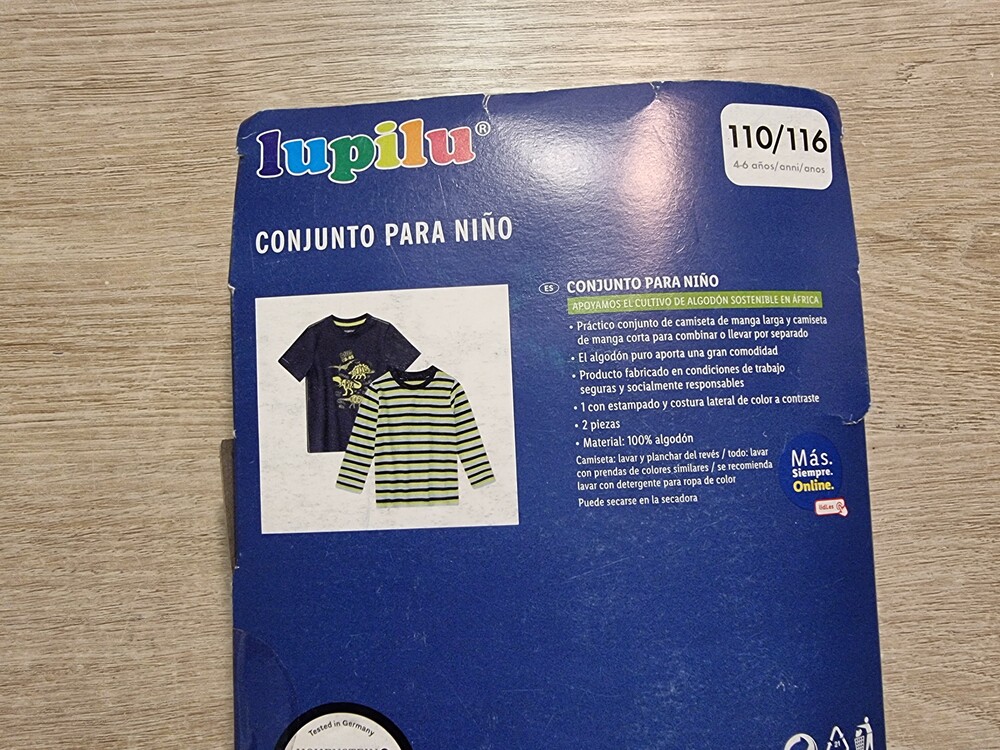 lupilu®
110/116
4-6 años/anni/anos
CONJUNTO PARA NIÑO
ES CONJUNTO PARA NIÑO
APOYAMOS EL CULTIVO DE ALGODÓN SOSTENIBLE EN ÁFRICA
• Práctico conjunto de camiseta de manga larga y camiseta
de manga corta para combinar o llevar por separado
• El algodón puro aporta una gran comodidad
• Producto fabricado en condiciones de trabajo
seguras y socialmente responsables
• 1 con estampado y costura lateral de color a contraste
• 2 piezas
• Material: 100% algodón
Camiseta: lavar y planchar del revés / todo: lavar
con prendas de colores similares / se recomienda
lavar con detergente para ropa de color
Puede secarse en la secadora
Más.
Siempre.
Online.
lidl.es
Tested in Germany
21